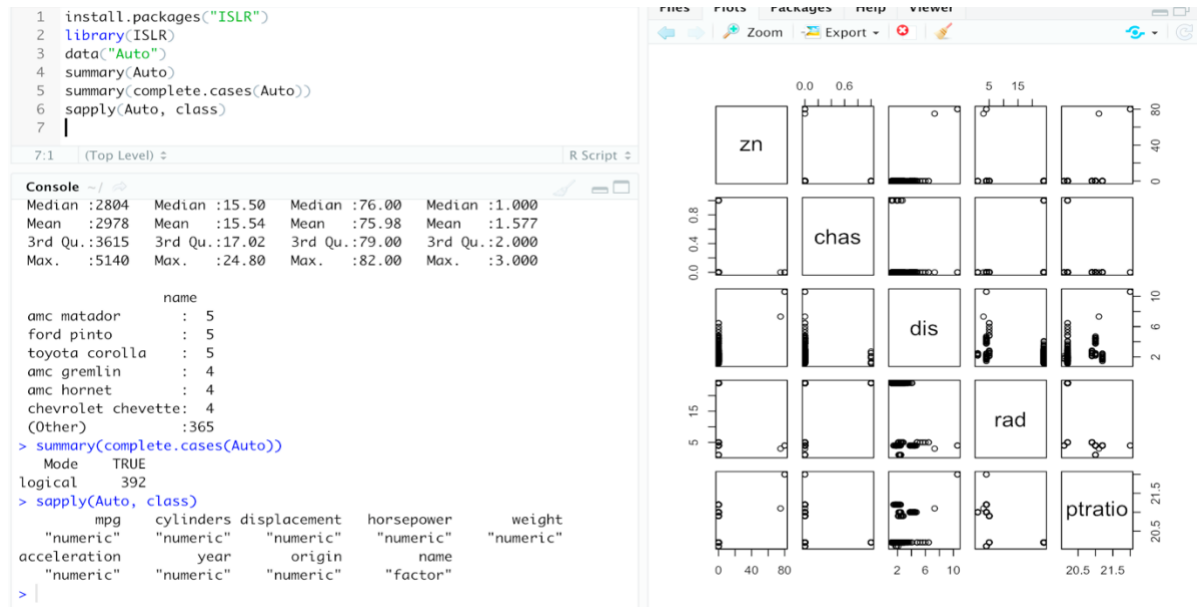 1 install.packages("ISLR")
2 library(ISLR)
3 data("Auto")
4 summary(Auto)
5 summary(complete.cases(Auto))
6 sapply(Auto, class)
7
7:1 (Top Level) R Script
Console ~/
Median :2804 Median :15.50 Median :76.00 Median :1.000
Mean :2978 Mean :15.54 Mean :75.98 Mean :1.577
3rd Qu.:3615 3rd Qu.:17.02 3rd Qu.:79.00 3rd Qu.:2.000
Max. :5140 Max. :24.80 Max. :82.00 Max. :3.000
name
amc matador : 5
ford pinto : 5
toyota corolla : 5
amc gremlin : 4
amc hornet : 4
chevrolet chevette: 4
(Other) :365
> summary(complete.cases(Auto))
Mode TRUE
logical 392
> sapply(Auto, class)
mpg cylinders displacement horsepower weight
"numeric" "numeric" "numeric" "numeric" "numeric"
acceleration year origin name
"numeric" "numeric" "numeric" "factor"
>
Files Plots Packages Help Viewer
Zoom Export
0.0 0.6 5 15
zn
0 40 80
chas
0.0 0.4 0.8
dis
2 6 10
rad
5 15
ptratio
20.5 21.5
0 40 80 2 6 10 20.5 21.5